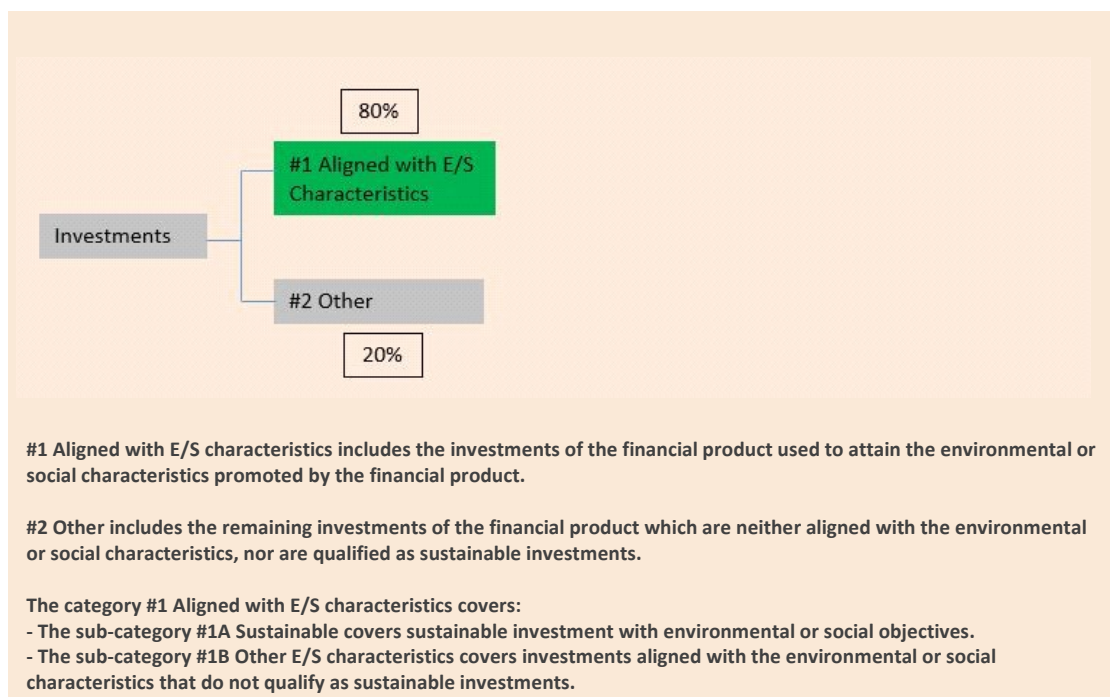 80%
#1 Aligned with E/S
Characteristics
Investments
#2 Other
20%
#1 Aligned with E/S characteristics includes the investments of the financial product used to attain the environmental or
social characteristics promoted by the financial product.
#2 Other includes the remaining investments of the financial product which are neither aligned with the environmental
or social characteristics, nor are qualified as sustainable investments.
The category #1 Aligned with E/S characteristics covers:
- The sub-category #1A Sustainable covers sustainable investment with environmental or social objectives.
- The sub-category #1B Other E/S characteristics covers investments aligned with the environmental or social
characteristics that do not qualify as sustainable investments.